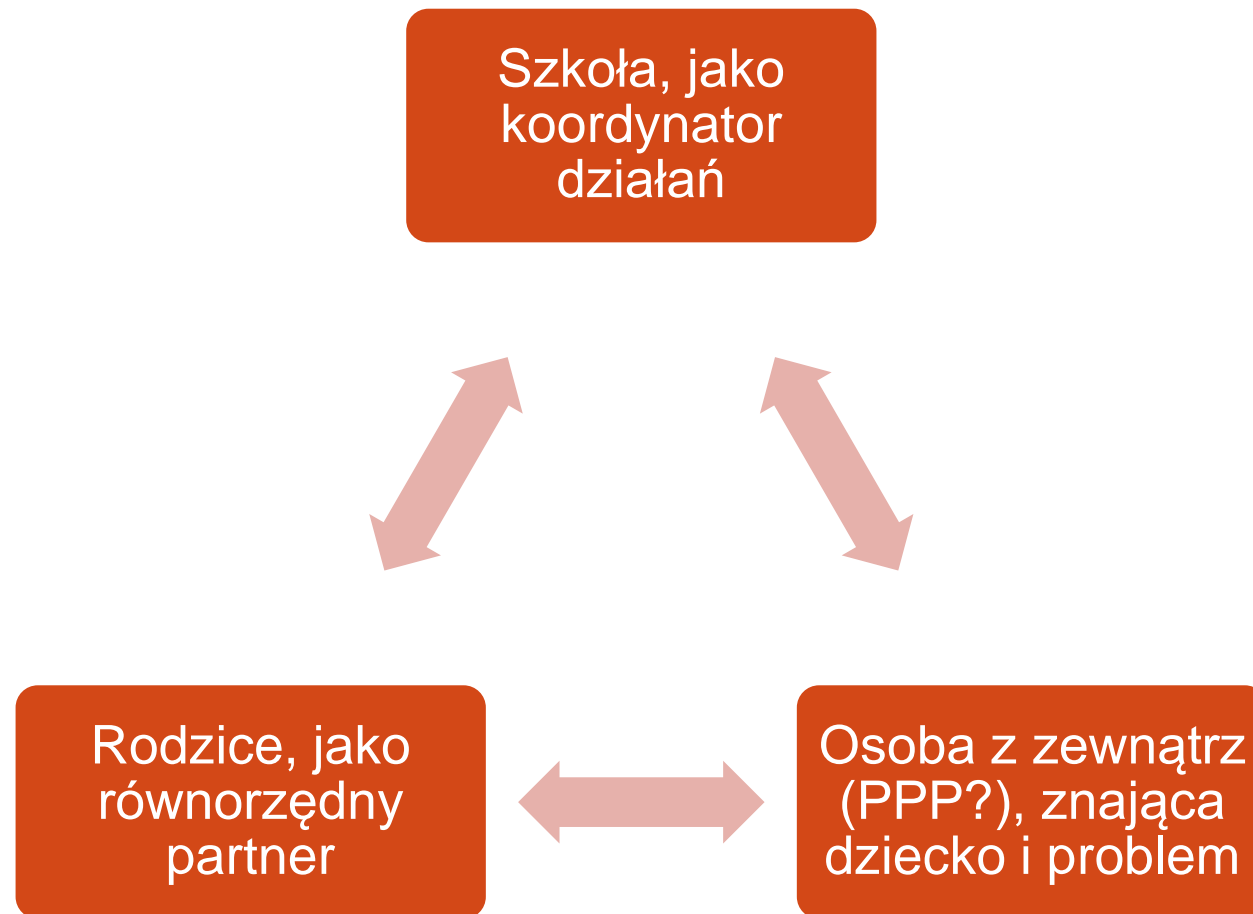 Szkoła, jako
koordynator
działań
Rodzice, jako
równorzędny
partner
Osoba z zewnątrz
(PPP?), znająca
dziecko i problem